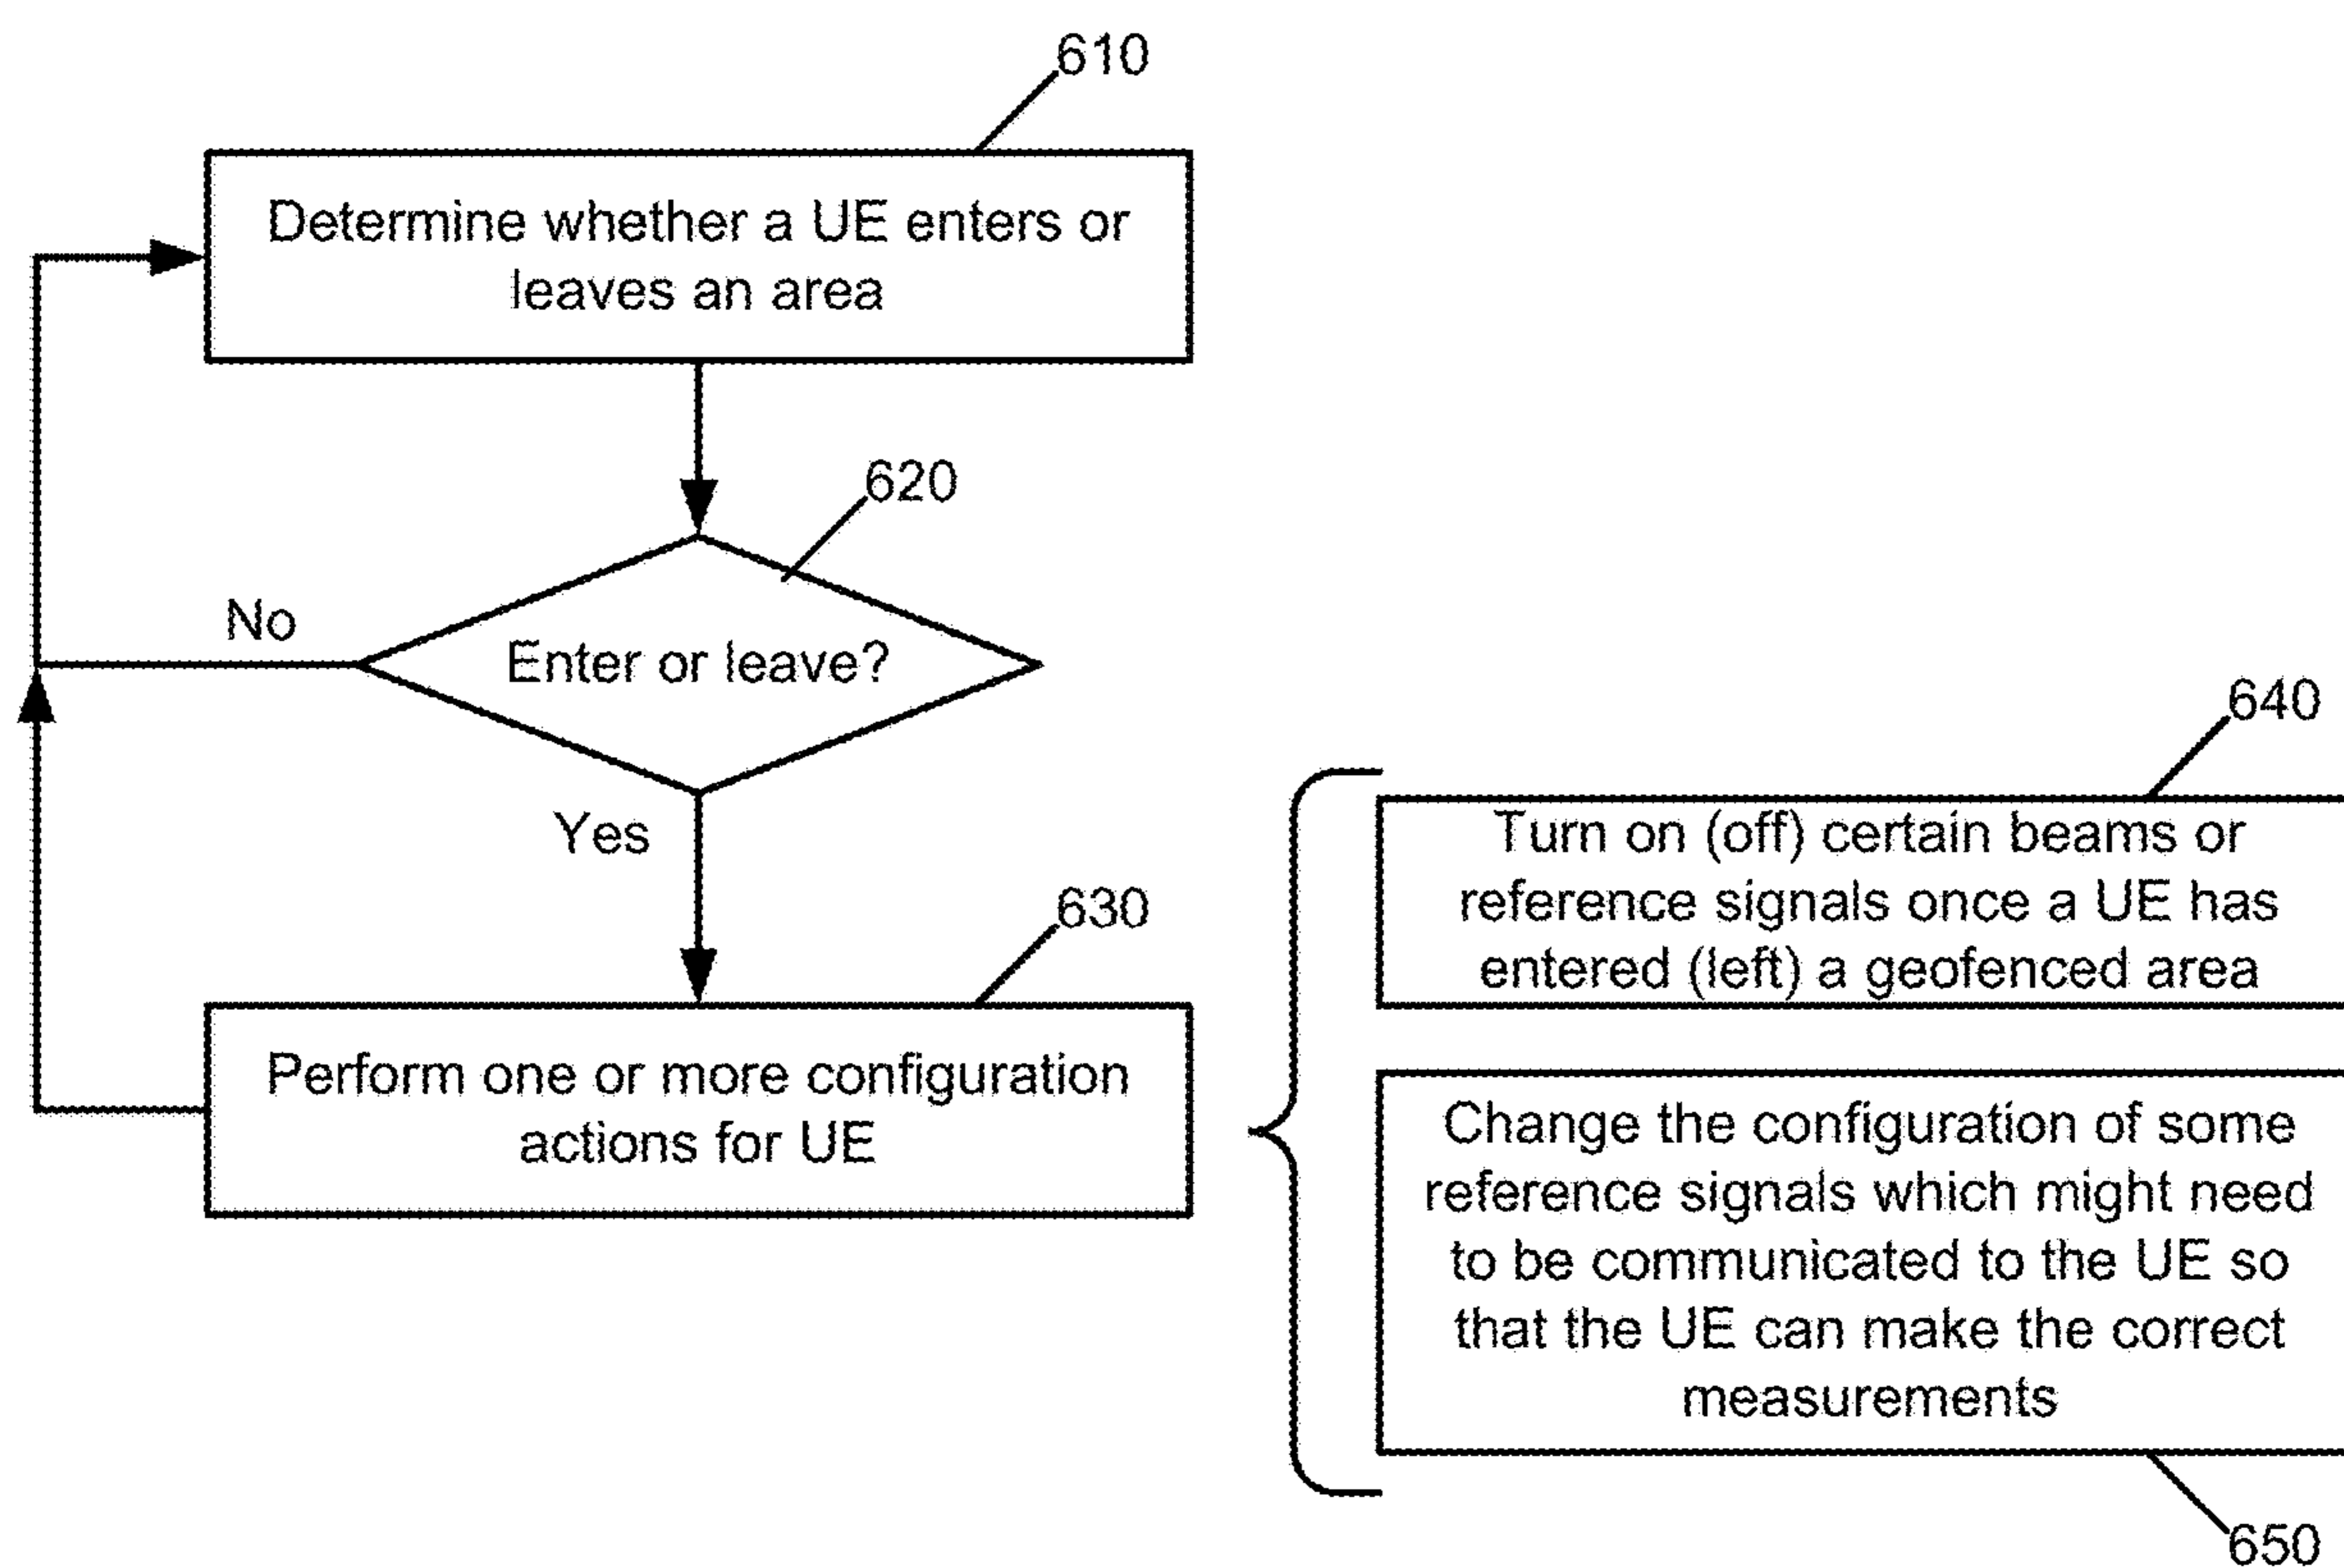 610
Determine whether a UE enters or
leaves an area
620
No
Enter or leave?
Yes
630
Perform one or more configuration
actions for UE
640
Turn on (off) certain beams or
reference signals once a UE has
entered (left) a geofenced area
Change the configuration of some
reference signals which might need
to be communicated to the UE so
that the UE can make the correct
measurements
650